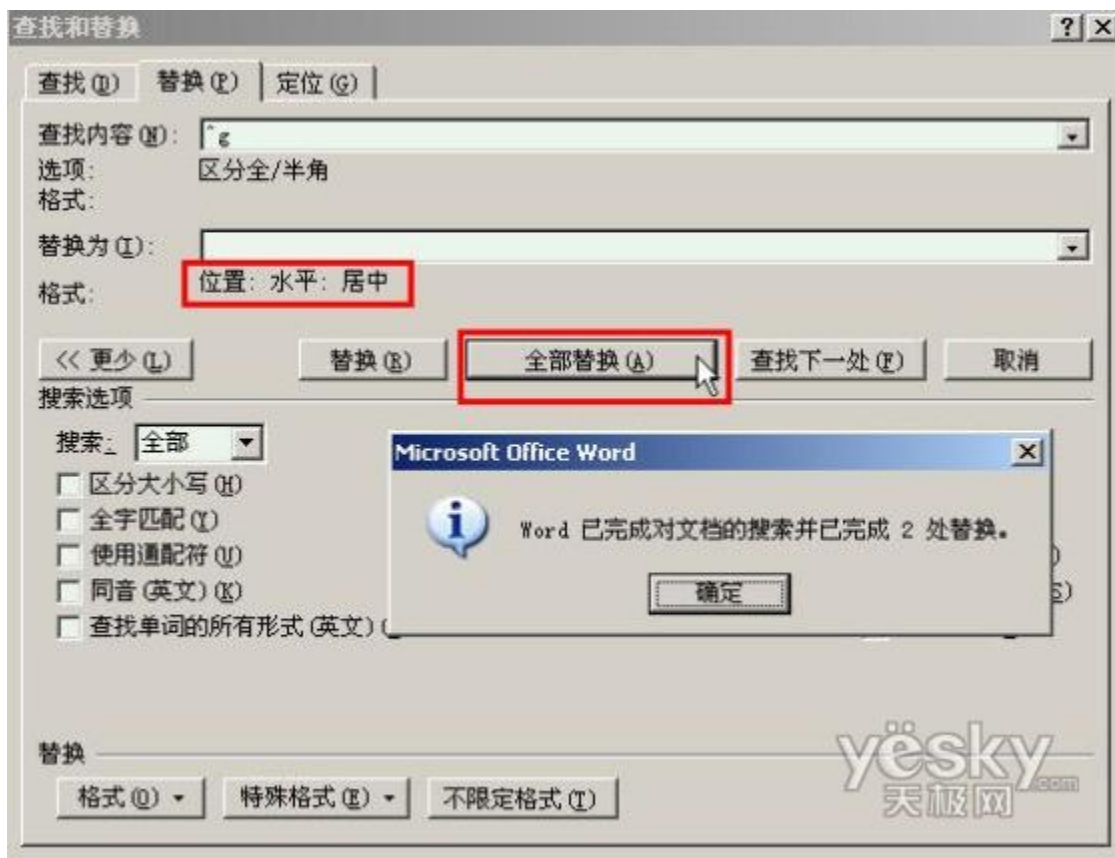 查找和替换
查找(D) 替换(P) 定位(G)
查找内容(N): ^g
选项: 区分全/半角
格式:
替换为(I):
格式: 位置: 水平: 居中
<< 更少(L) 替换(R) 全部替换(A) 查找下一处(F) 取消
搜索选项
搜索: 全部
Microsoft Office Word
区分大小写(H)
全字匹配(Y)
Word 已完成对文档的搜索并已完成 2 处替换。
使用通配符(U)
同音(英文)(K)
确定
查找单词的所有形式(英文)(
替换
格式(O) 特殊格式(E) 不限定格式(T)
yësky.com
天极网